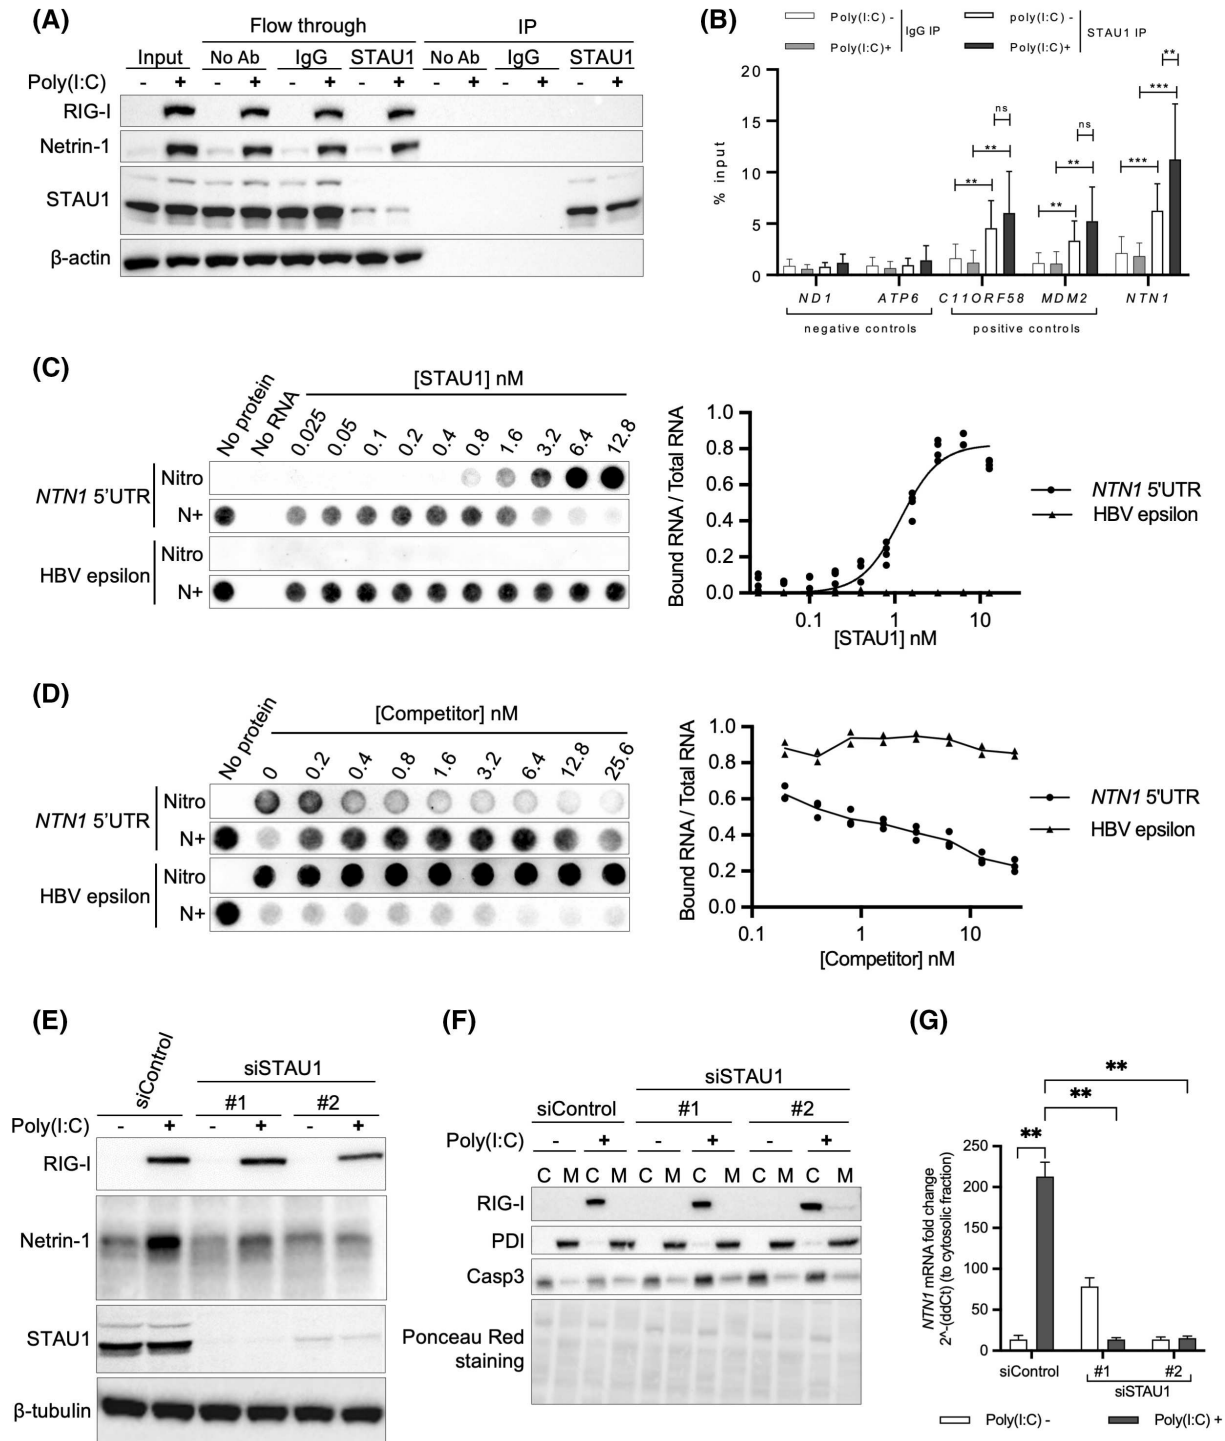 (A)
Flow through IP
Input No Ab IgG STAU1 No Ab IgG STAU1
Poly(I:C) - + - + - + - + - + - + - +
RIG-I
Netrin-1
STAU1
β-actin
(B)
Poly(I:C) - poly(I:C) -
IgG IP STAU1 IP
Poly(I:C)+ Poly(I:C)+
% input
20
15
10
5
0
** ** ns ** ** ns *** *** **
ND1 ATP6 C11ORF58 MDM2 NTN1
negative controls positive controls
(C)
[STAU1] nM
No protein No RNA 0.025 0.05 0.1 0.2 0.4 0.8 1.6 3.2 6.4 12.8
NTN1 5'UTR
Nitro
N+
HBV epsilon
Nitro
N+
Bound RNA / Total RNA
1.0
0.8
0.6
0.4
0.2
0.0
0.1 1 10
[STAU1] nM
NTN1 5'UTR
HBV epsilon
(D)
[Competitor] nM
No protein 0 0.2 0.4 0.8 1.6 3.2 6.4 12.8 25.6
NTN1 5'UTR
Nitro
N+
HBV epsilon
Nitro
N+
Bound RNA / Total RNA
1.0
0.8
0.6
0.4
0.2
0.0
0.1 1 10
[Competitor] nM
NTN1 5'UTR
HBV epsilon
(E)
siControl siSTAU1
#1 #2
Poly(I:C) - + - + - +
RIG-I
Netrin-1
STAU1
β-tubulin
(F)
siSTAU1
siControl #1 #2
Poly(I:C) - + - + - +
C M C M C M C M C M C M
RIG-I
PDI
Casp3
Ponceau Red
staining
(G)
**
**
**
NTN1 mRNA fold change
2^-(ddCt) (to cytosolic fraction)
250
200
150
100
50
0
siControl #1 #2
siSTAU1
Poly(I:C) - Poly(I:C) +